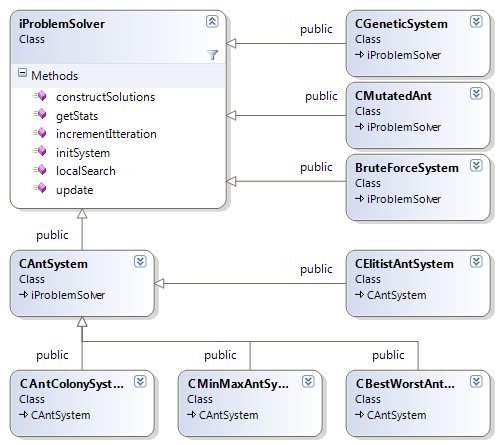 iProblemSolver
Class
Methods
constructSolutions
getStats
incrementItteration
initSystem
localSearch
update
public
CGeneticSystem
Class
iProblemSolver
public
CMutatedAnt
Class
iProblemSolver
public
BruteForceSystem
Class
iProblemSolver
public
CAntSystem
Class
iProblemSolver
public
CElitistAntSystem
Class
CAntSystem
public
public
public
CAntColonySyst...
Class
CAntSystem
CMinMaxAntSy...
Class
CAntSystem
CBestWorstAnt...
Class
CAntSystem